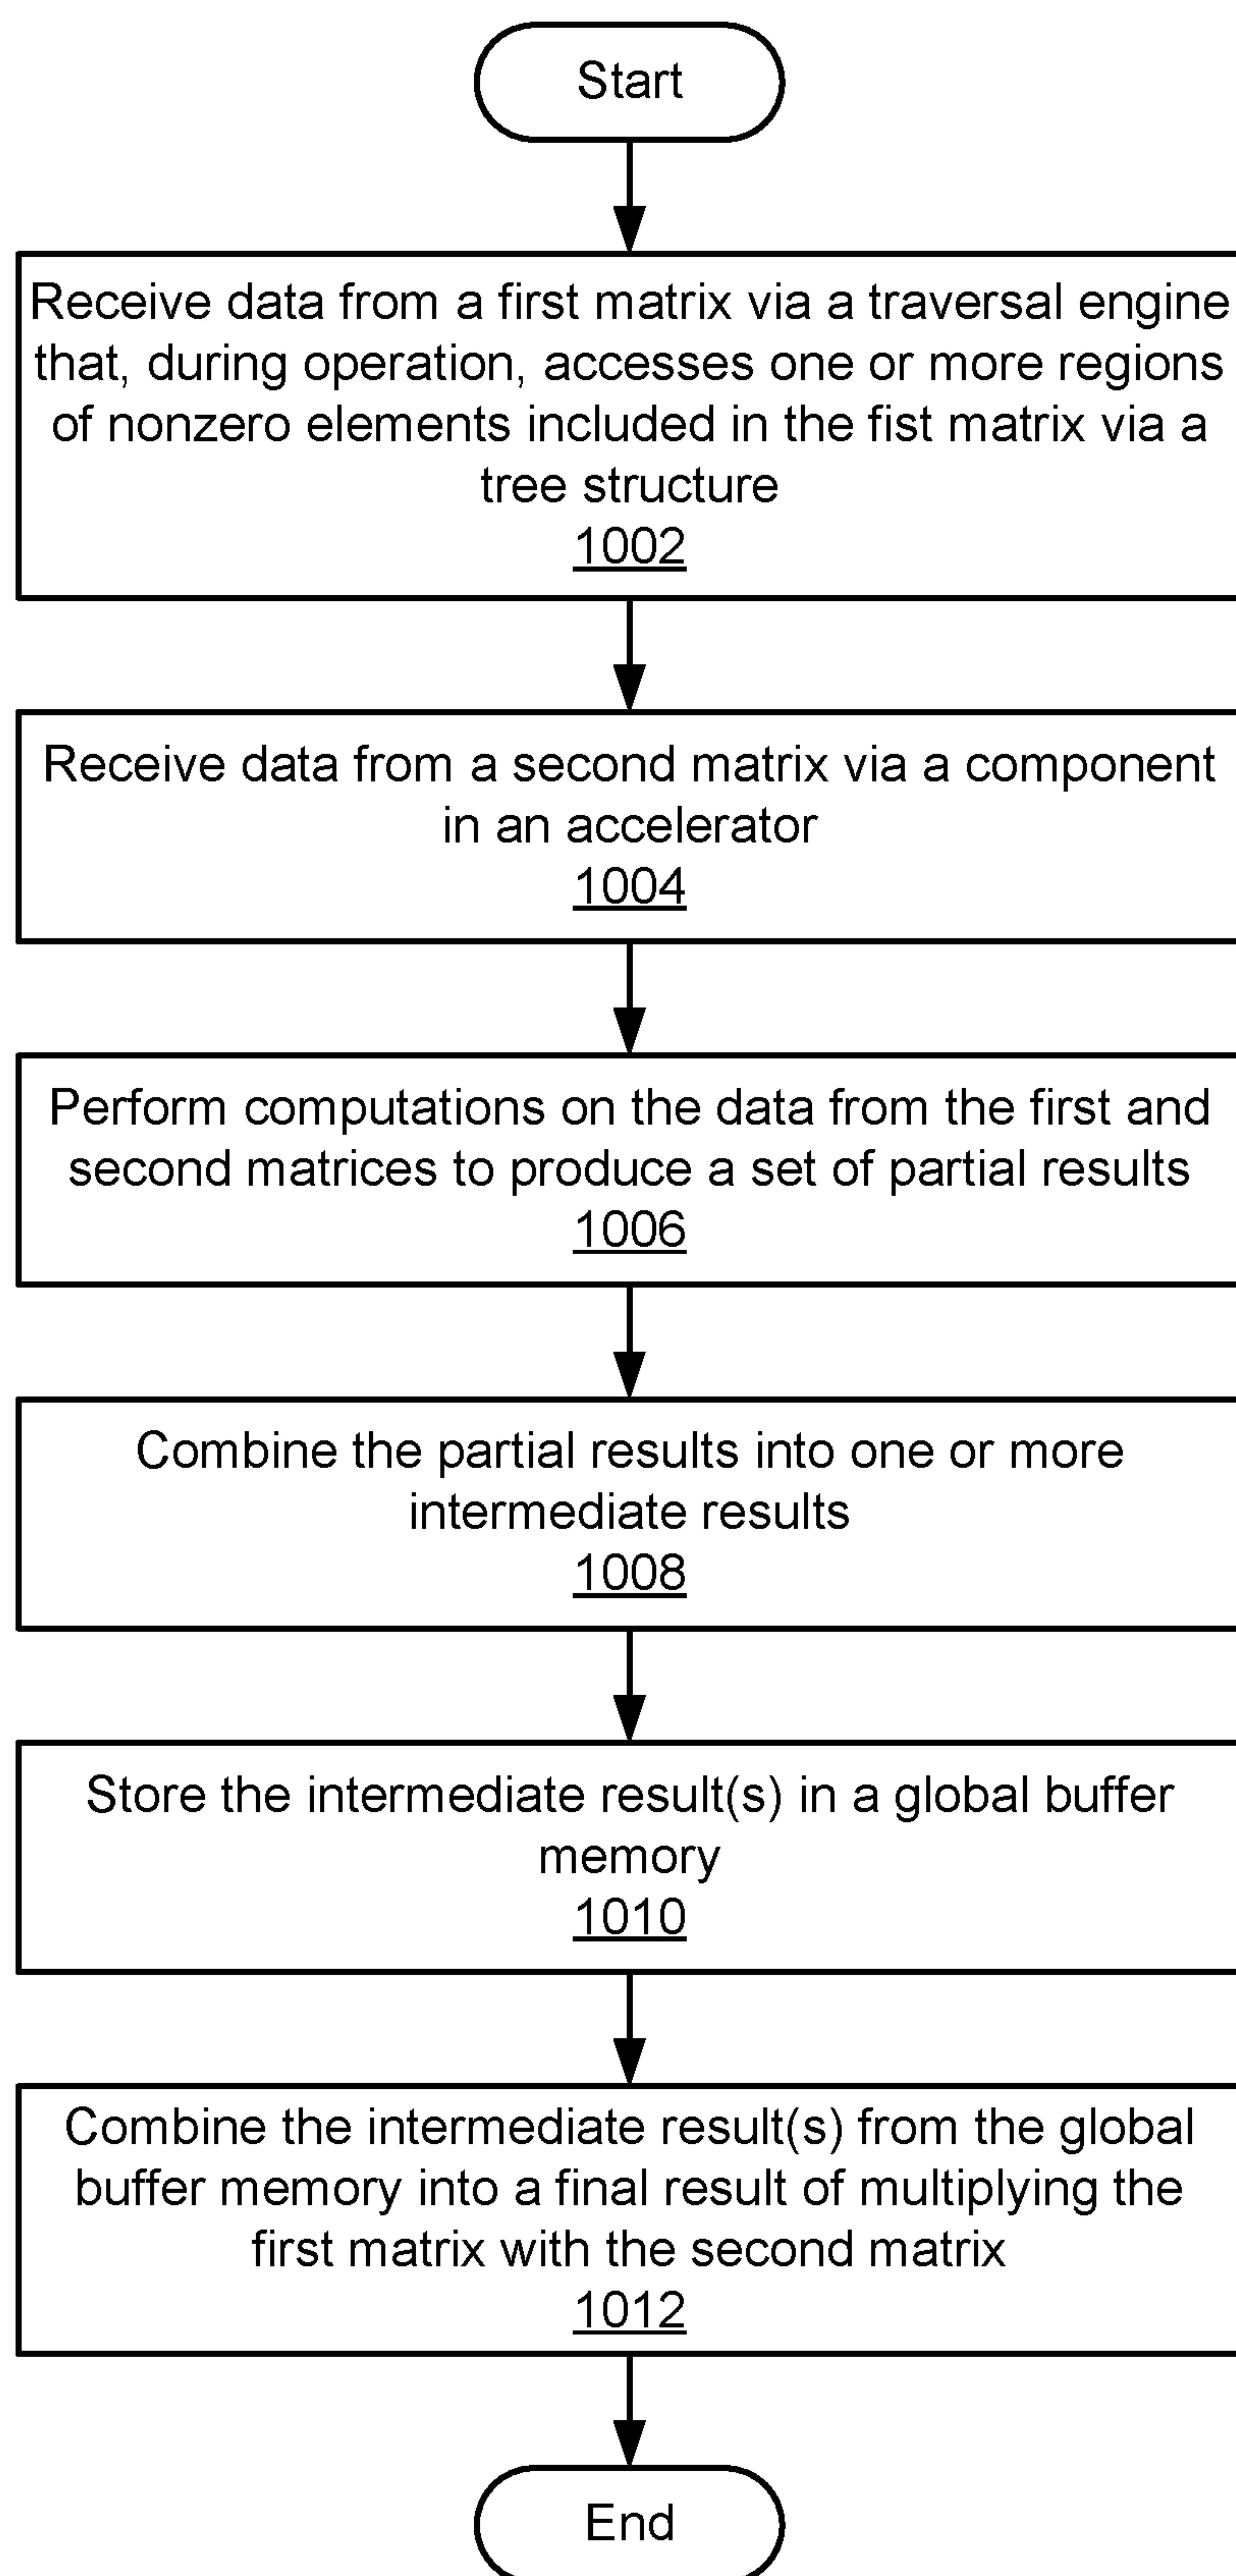 Start
Receive data from a first matrix via a traversal engine
that, during operation, accesses one or more regions
of nonzero elements included in the fist matrix via a
tree structure
1002
Receive data from a second matrix via a component
in an accelerator
1004
Perform computations on the data from the first and
second matrices to produce a set of partial results
1006
Combine the partial results into one or more
intermediate results
1008
Store the intermediate result(s) in a global buffer
memory
1010
Combine the intermediate result(s) from the global
buffer memory into a final result of multiplying the
first matrix with the second matrix
1012
End